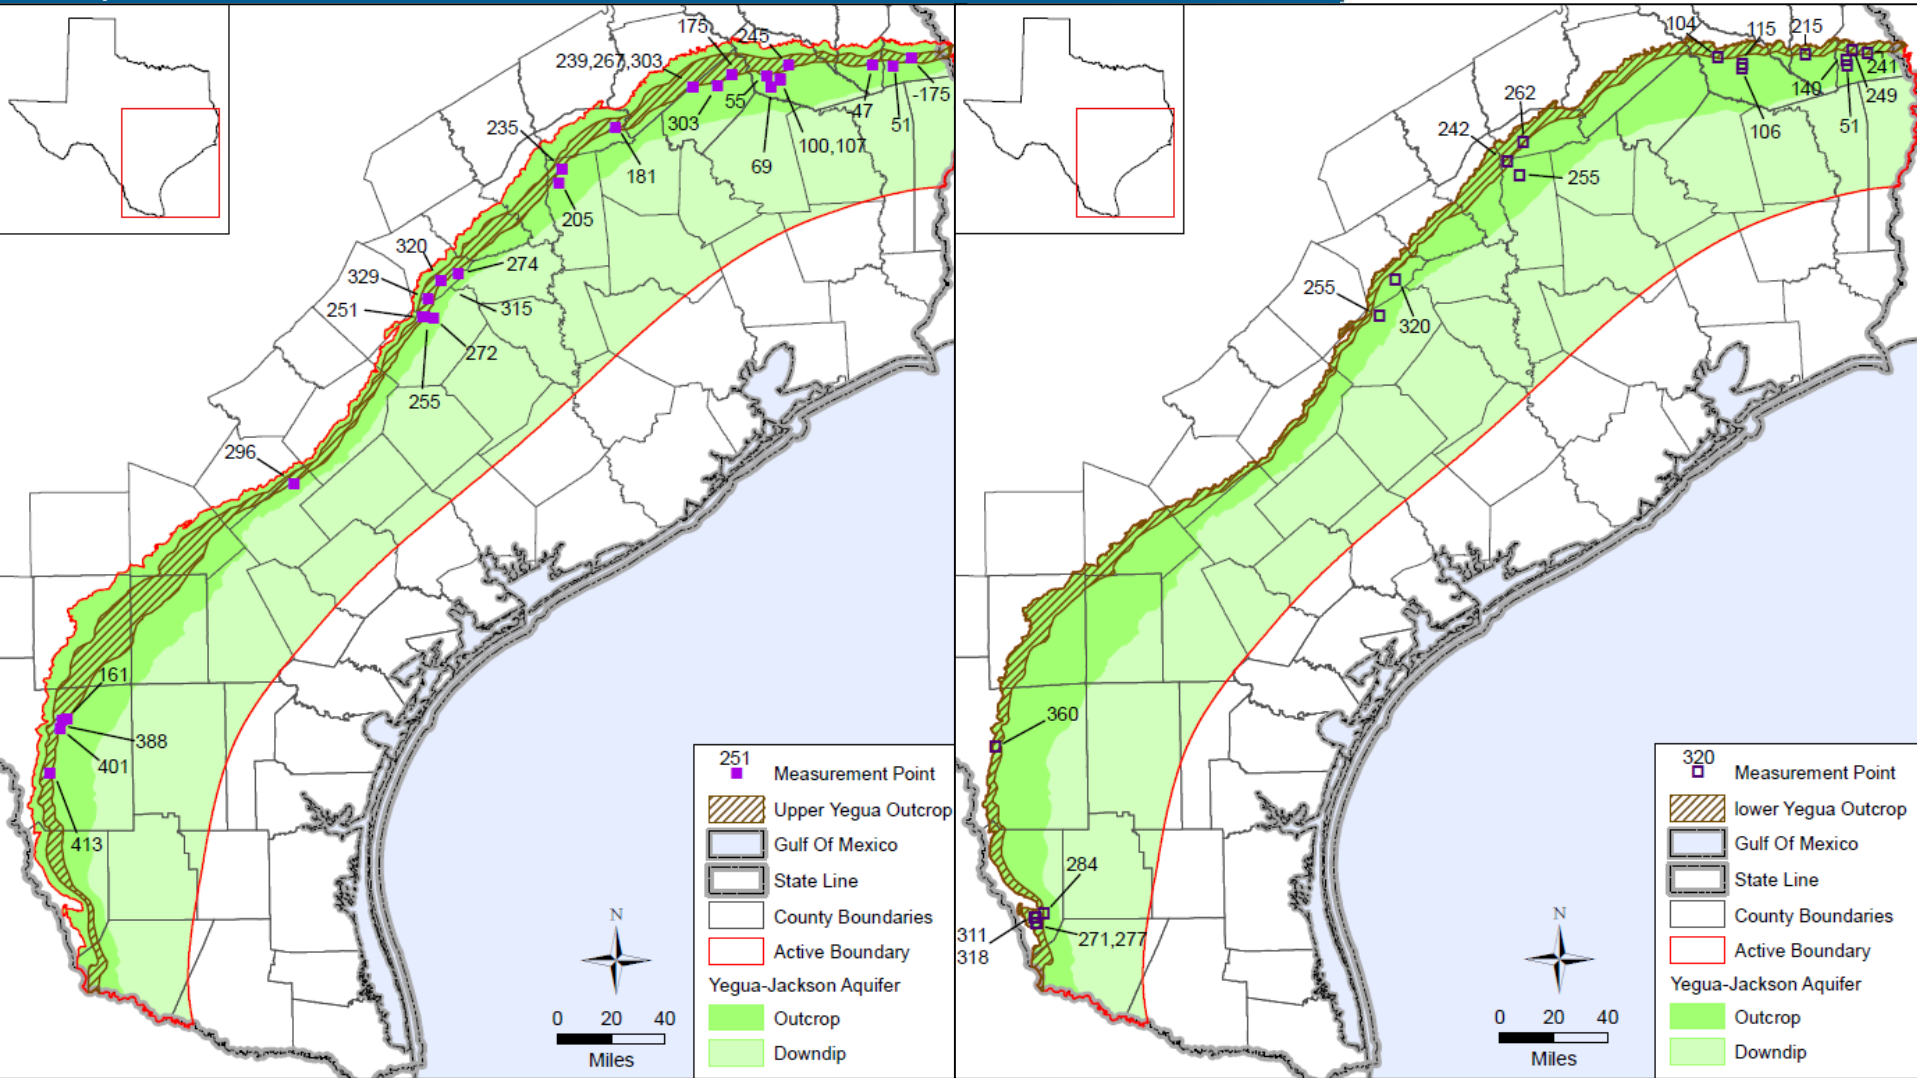 175
245
239,267,303
303
55
69
100,107
47
51
-175
235
181
205
320
274
329
315
251
272
255
296
161
388
401
413
251
Measurement Point
Upper Yegua Outcrop
Gulf Of Mexico
State Line
County Boundaries
Active Boundary
Yegua-Jackson Aquifer
Outcrop
Downdip
N
0 20 40
Miles
104
115
215
241
149
249
106
51
262
242
255
255
320
360
284
311
318
271,277
320
Measurement Point
lower Yegua Outcrop
Gulf Of Mexico
State Line
County Boundaries
Active Boundary
Yegua-Jackson Aquifer
Outcrop
Downdip
N
0 20 40
Miles